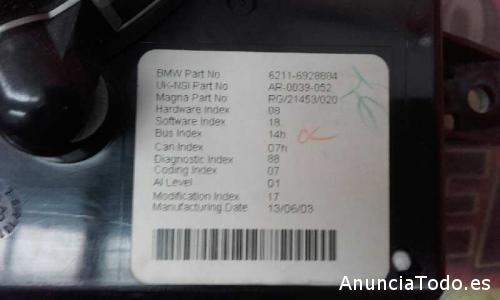 BMW Part No 6211-6928884
UK-NSI Part No AR-0039-052
Magna Part No RG/21453/020
Hardware Index 08
Software Index 18
Bus Index 14h
Can Index 07h
Diagnostic Index 88
Coding Index 07
AI Level 01
Modification Index 17
Manufacturing Date 13/06/03
AnunciaTodo.es